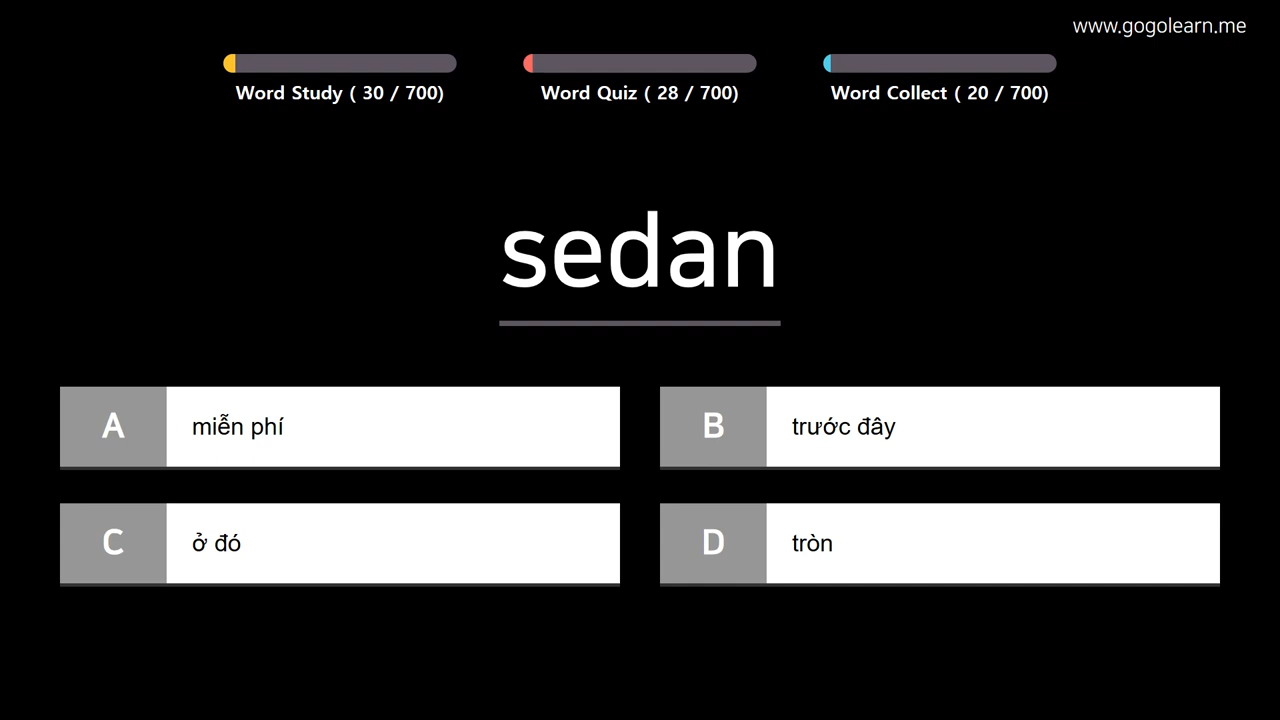 www.gogolearn.me
Word Study ( 30 / 700)
Word Quiz ( 28 / 700)
Word Collect ( 20 / 700)
sedan
A miễn phí
B trước đây
C ở đó
D tròn